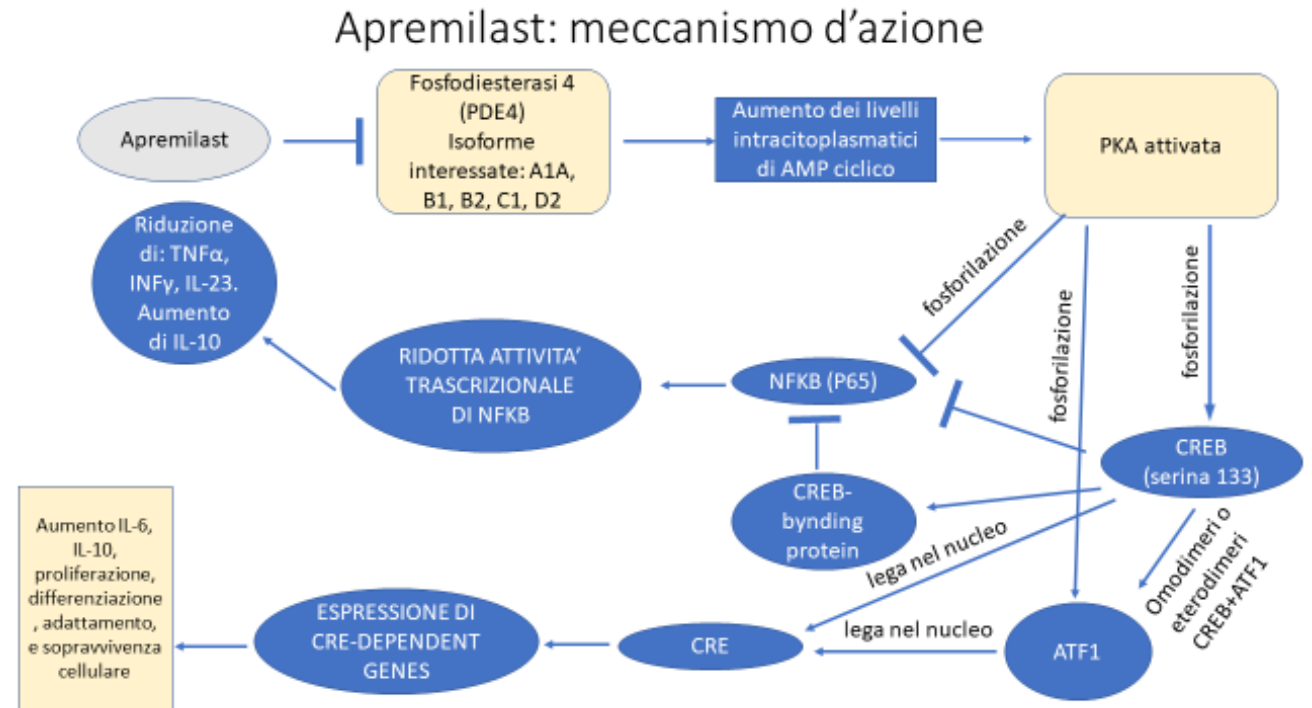 Apremilast: meccanismo d'azione
Apremilast
Fosfodiesterasi 4
(PDE4)
Isoforme
interessate: A1A,
B1, B2, C1, D2
Aumento dei livelli
intracitoplasmatici
di AMP ciclico
PKA attivata
Riduzione
di: TNFα,
INFγ, IL-23.
Aumento
di IL-10
RIDOTTA ATTIVITA'
TRASCRIZIONALE
DI NFKB
NFKB (P65)
fosforilazione
fosforilazione
fosforilazione
CREB
(serina 133)
CREB-
bynding
protein
lega nel nucleo
Omodimeri o
eterodimeri
CREB+ATF1
Aumento IL-6,
IL-10,
proliferazione,
differenziazione
, adattamento,
e sopravvivenza
cellulare
ESPRESSIONE DI
CRE-DEPENDENT
GENES
CRE
lega nel nucleo
ATF1